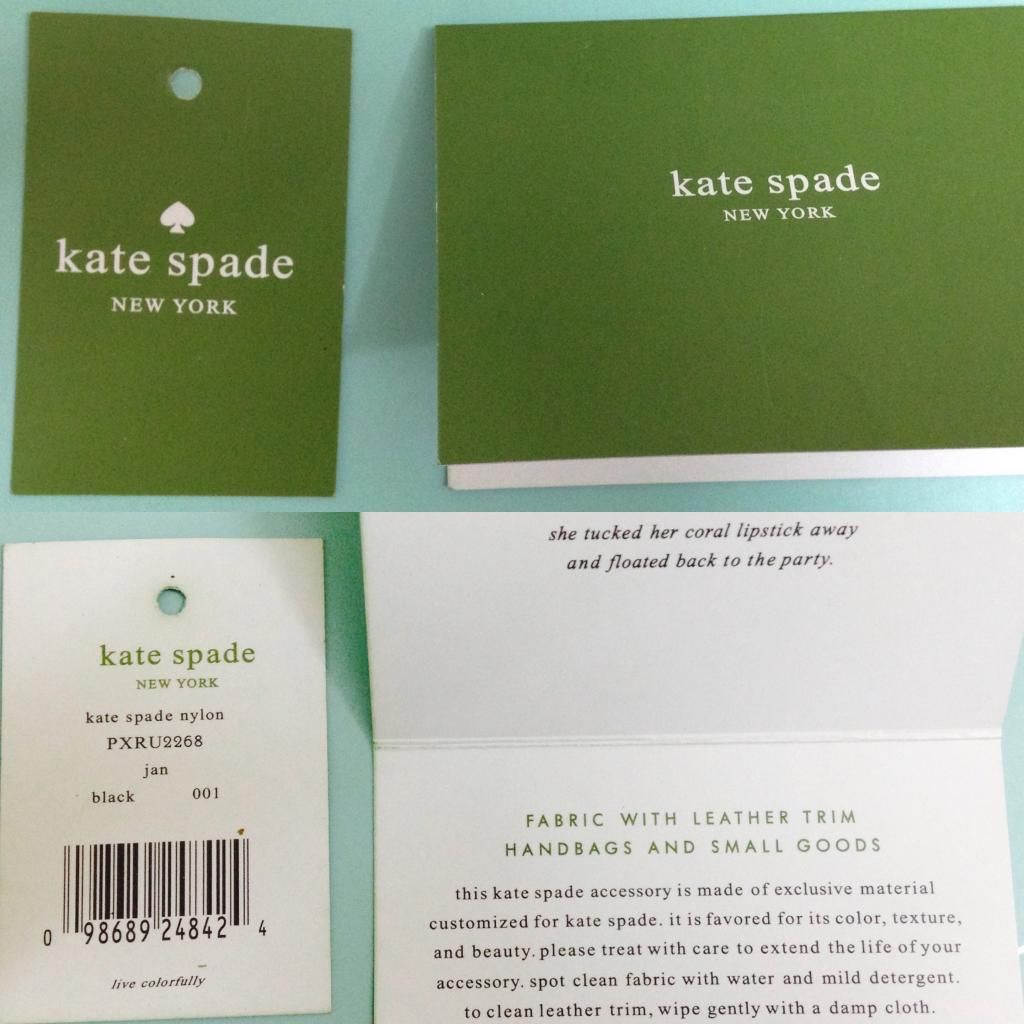 kate spade
NEW YORK
kate spade
NEW YORK
kate spade
NEW YORK
kate spade nylon
PXRU2268
jan
black 001
0 98689 24842 4
live colorfully
she tucked her coral lipstick away
and floated back to the party.
FABRIC WITH LEATHER TRIM
HANDBAGS AND SMALL GOODS
this kate spade accessory is made of exclusive material
customized for kate spade. it is favored for its color, texture,
and beauty. please treat with care to extend the life of your
accessory. spot clean fabric with water and mild detergent.
to clean leather trim, wipe gently with a damp cloth.